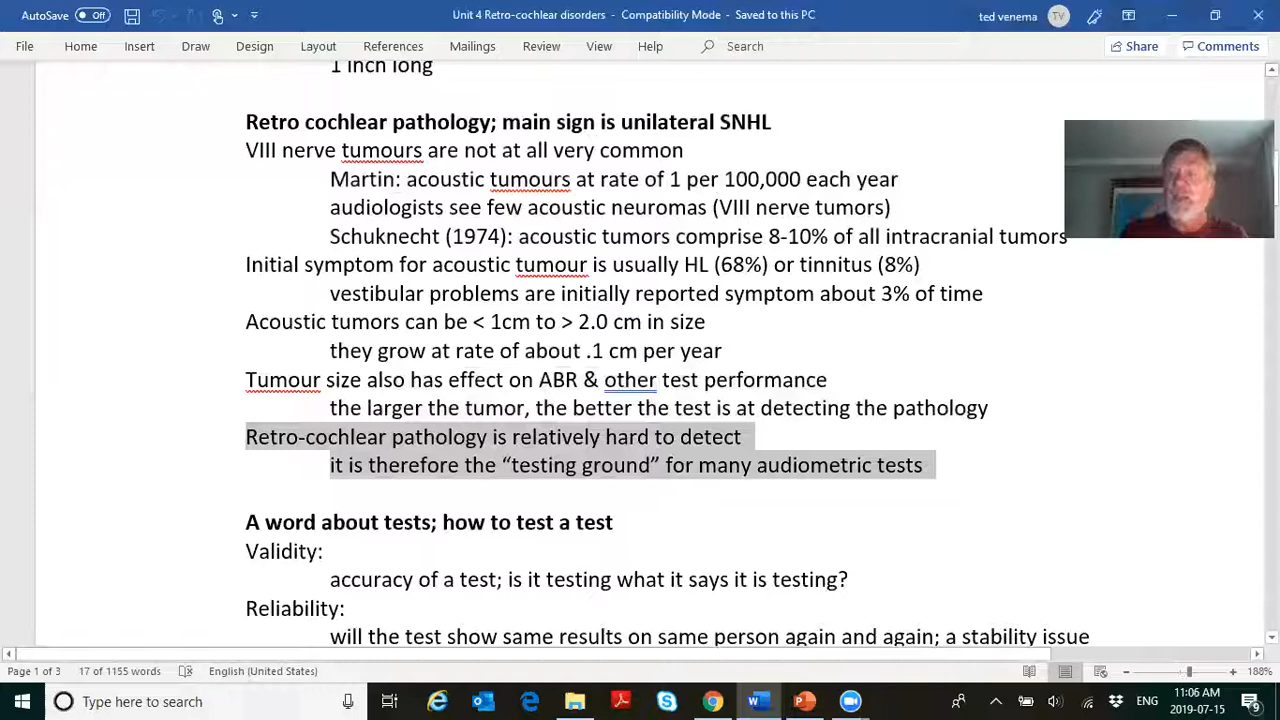 Unit 4 Retro-cochlear disorders - Compatibility Mode - Saved to this PC
AutoSave Off
ted venema TV
File Home Insert Draw Design Layout References Mailings Review View Help Search Share Comments
1 inch long
Retro cochlear pathology; main sign is unilateral SNHL
VIII nerve tumours are not at all very common
Martin: acoustic tumours at rate of 1 per 100,000 each year
audiologists see few acoustic neuromas (VIII nerve tumors)
Schuknecht (1974): acoustic tumors comprise 8-10% of all intracranial tumors
Initial symptom for acoustic tumour is usually HL (68%) or tinnitus (8%)
vestibular problems are initially reported symptom about 3% of time
Acoustic tumors can be < 1cm to > 2.0 cm in size
they grow at rate of about .1 cm per year
Tumour size also has effect on ABR & other test performance
the larger the tumor, the better the test is at detecting the pathology
Retro-cochlear pathology is relatively hard to detect
it is therefore the “testing ground” for many audiometric tests
A word about tests; how to test a test
Validity:
accuracy of a test; is it testing what it says it is testing?
Reliability:
will the test show same results on same person again and again; a stability issue
Page 1 of 3 17 of 1155 words English (United States) 188%
Type here to search
ENG
11:06 AM
2019-07-15
9